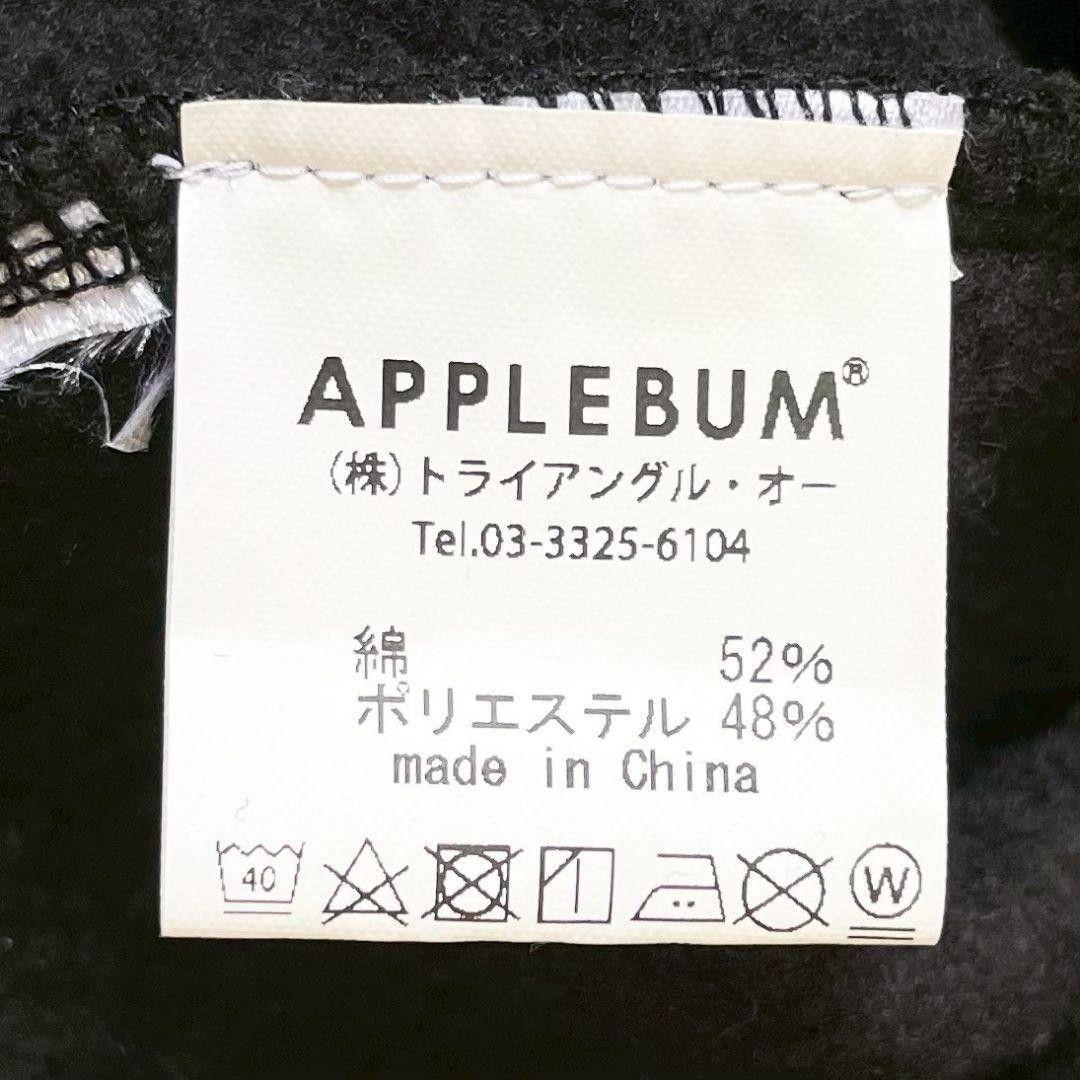 APPLEBUM®
(株)トライアングル・オー
Tel.03-3325-6104
綿 52%
ポリエステル 48%
made in China
40 W